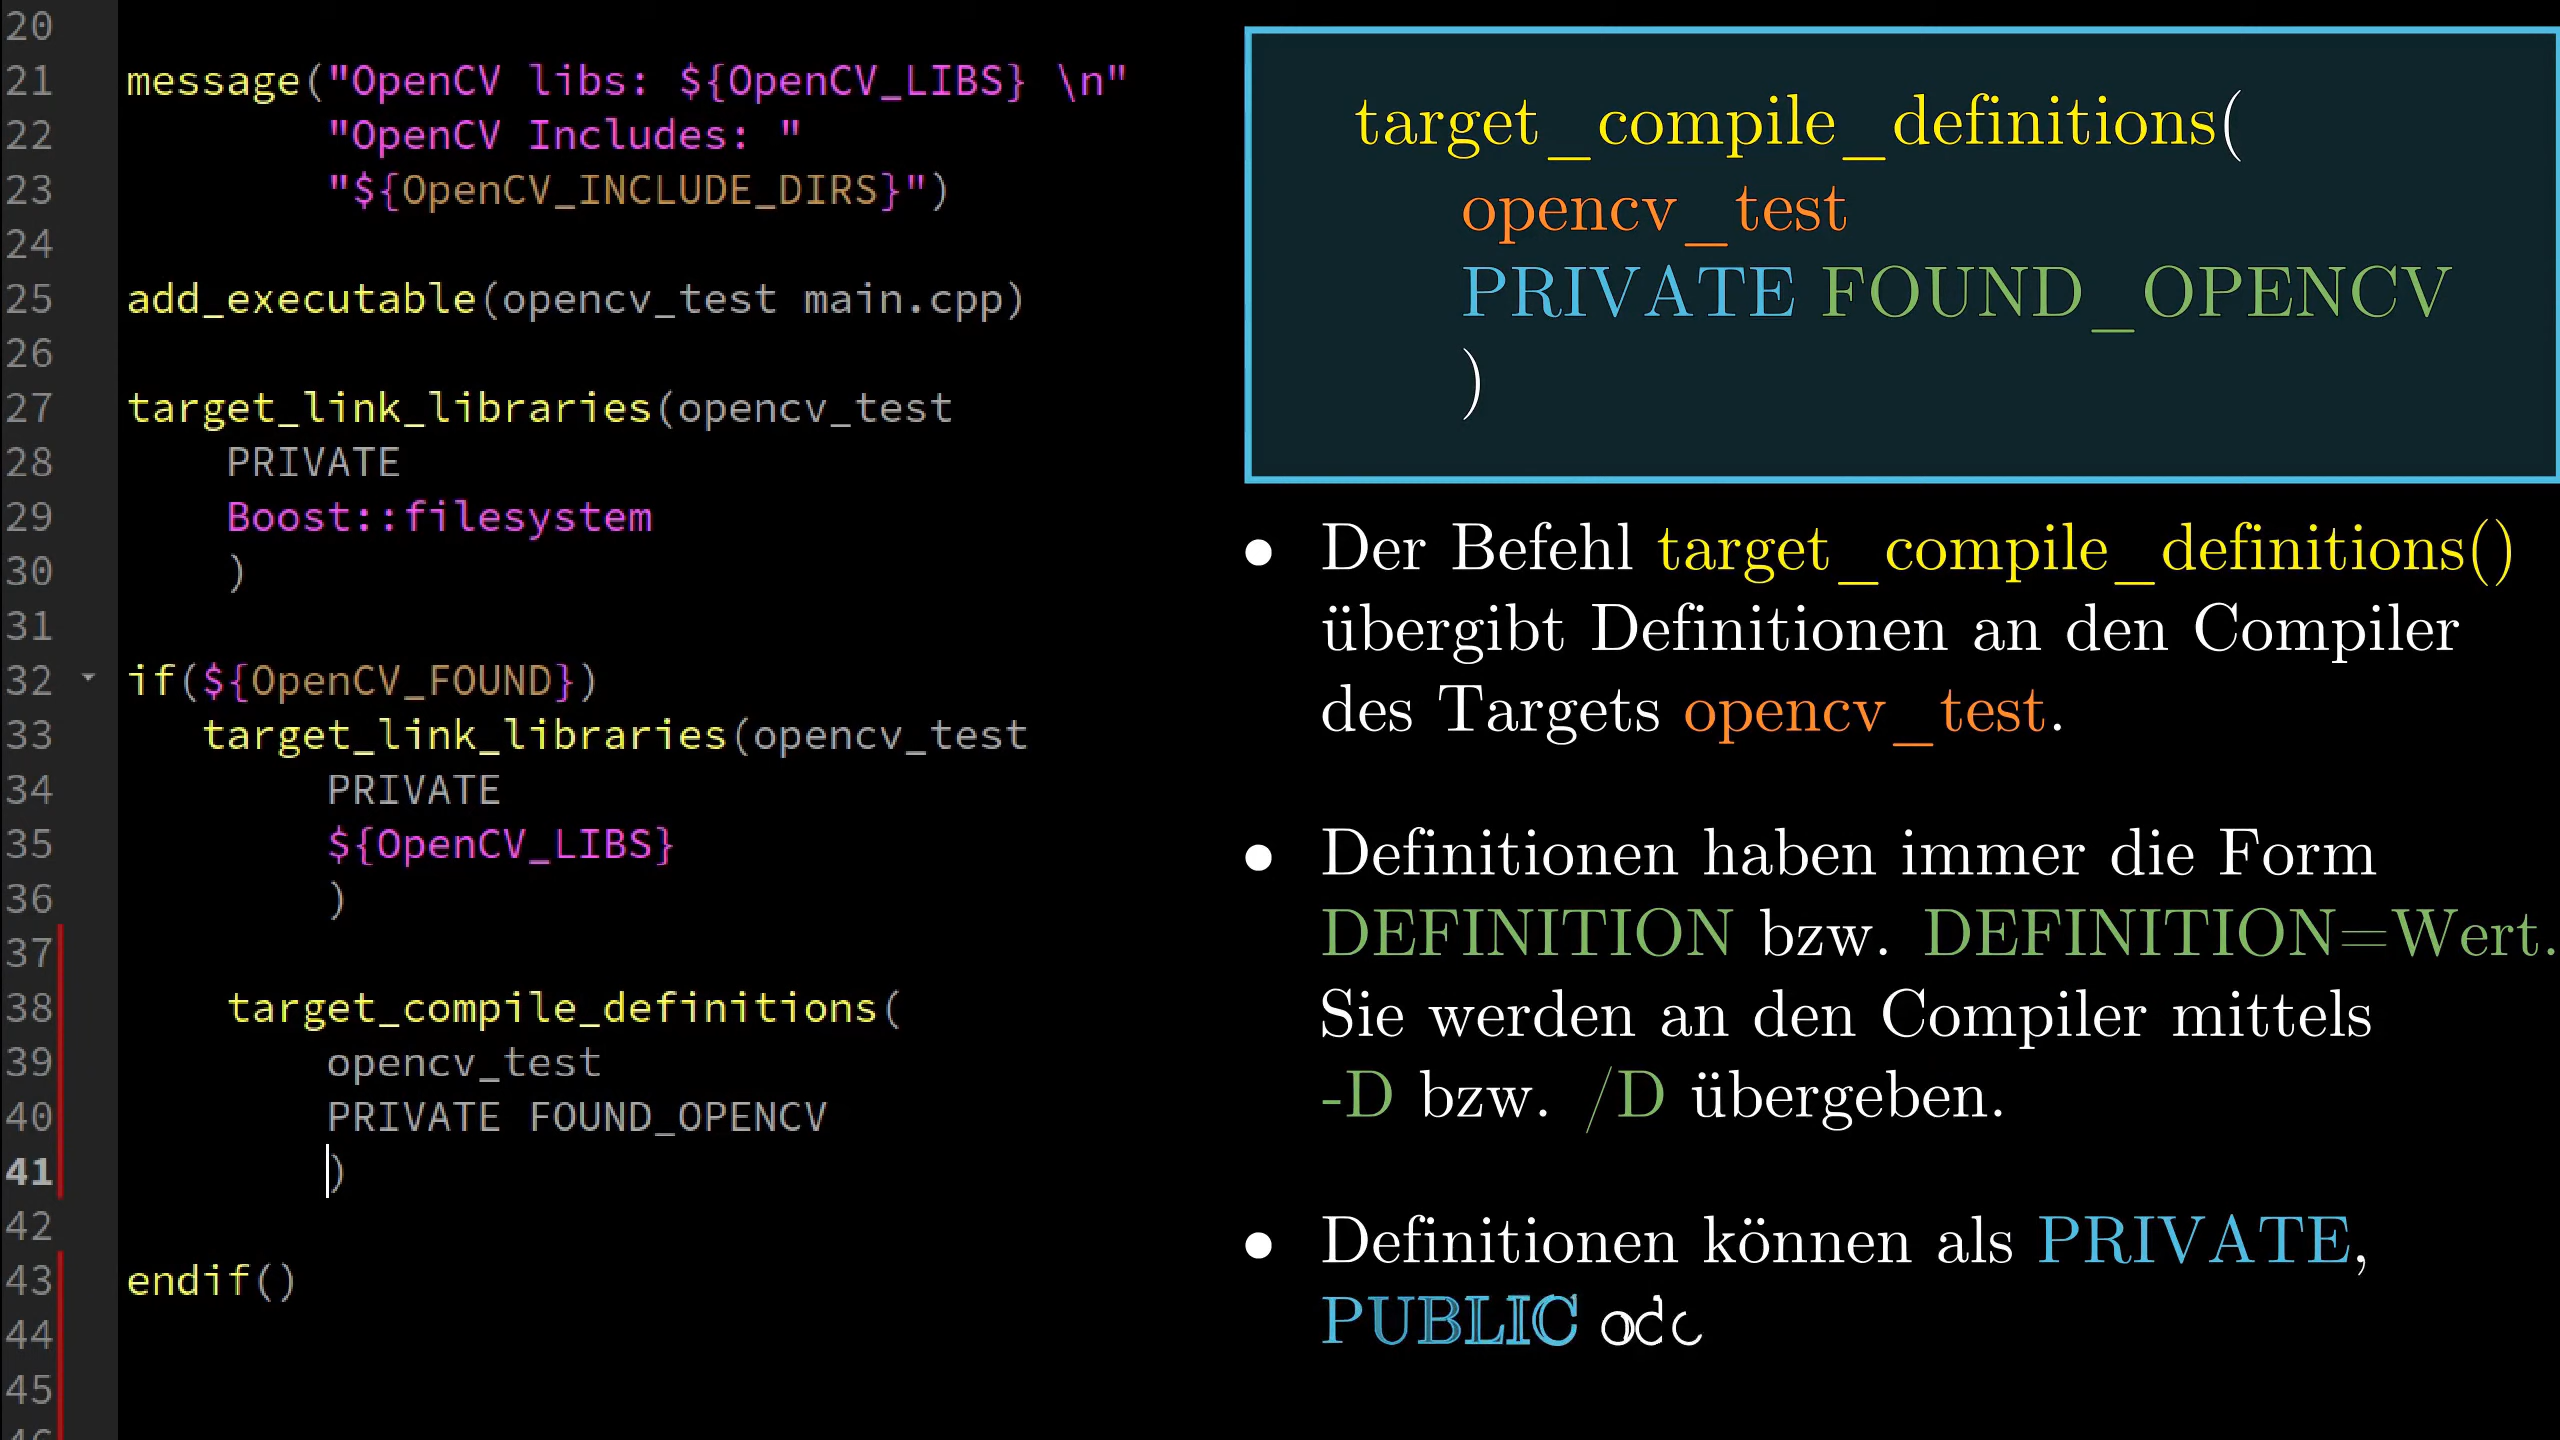 20
21 message("OpenCV libs: ${OpenCV_LIBS} \n"
22 "OpenCV Includes: "
23 "${OpenCV_INCLUDE_DIRS}")
24
25 add_executable(opencv_test main.cpp)
26
27 target_link_libraries(opencv_test
28 PRIVATE
29 Boost::filesystem
30 )
31
32 if(${OpenCV_FOUND})
33 target_link_libraries(opencv_test
34 PRIVATE
35 ${OpenCV_LIBS}
36 )
37
38 target_compile_definitions(
39 opencv_test
40 PRIVATE FOUND_OPENCV
41 )
42
43 endif()
44
45
target_compile_definitions(
opencv_test
PRIVATE FOUND_OPENCV
)
• Der Befehl target_compile_definitions()
übergibt Definitionen an den Compiler
des Targets opencv_test.
• Definitionen haben immer die Form
DEFINITION bzw. DEFINITION=Wert.
Sie werden an den Compiler mittels
-D bzw. /D übergeben.
• Definitionen können als PRIVATE,
PUBLIC